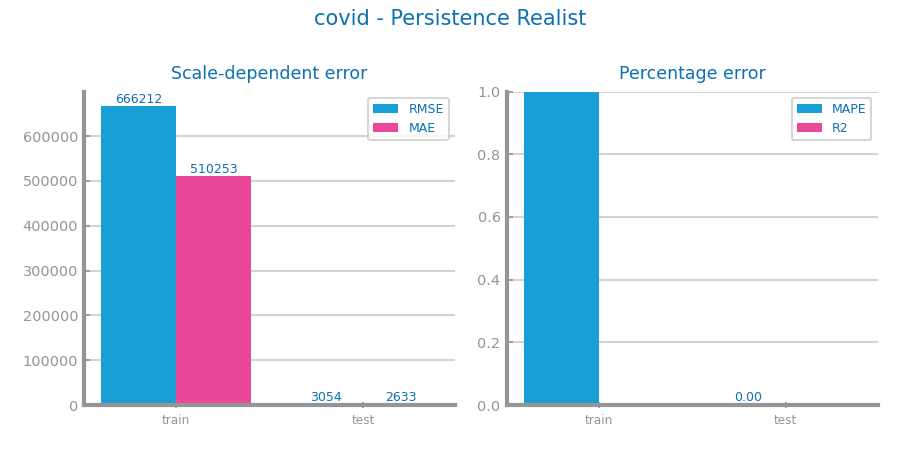 covid - Persistence Realist
Scale-dependent error
666212
510253
3054
2633
RMSE
MAE
600000
500000
400000
300000
200000
100000
0
train
test
Percentage error
0.00
MAPE
R2
1.0
0.8
0.6
0.4
0.2
0.0
train
test